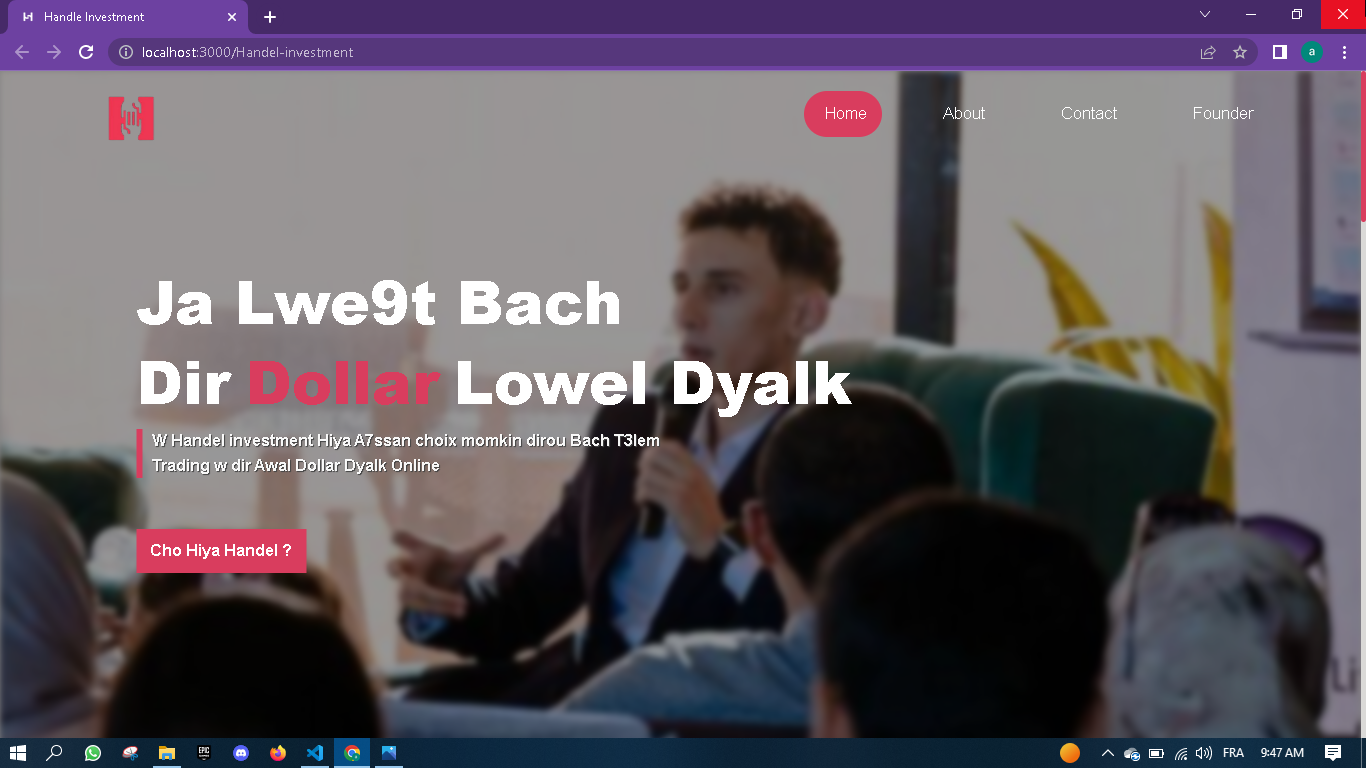 Handle Investment
localhost:3000/Handel-investment
a
Home
About
Contact
Founder
Ja Lwe9t Bach
Dir Dollar Lowel Dyalk
W Handel investment Hiya A7ssan choix momkin dirou Bach T3lem
Trading w dir Awal Dollar Dyalk Online
Cho Hiya Handel ?
Li
EPIC
FRA
9:47 AM